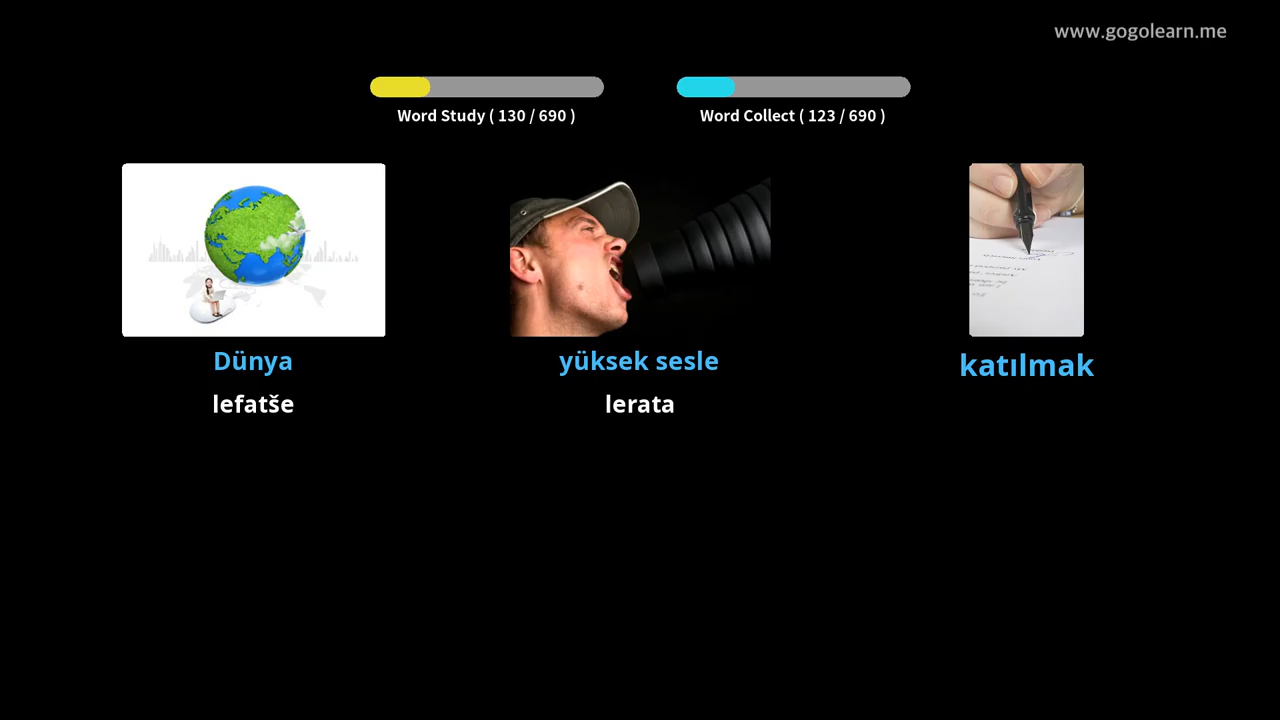 www.gogolearn.me
Word Study ( 130 / 690 )
Word Collect ( 123 / 690 )
Dünya
yüksek sesle
katılmak
lefatše
lerata